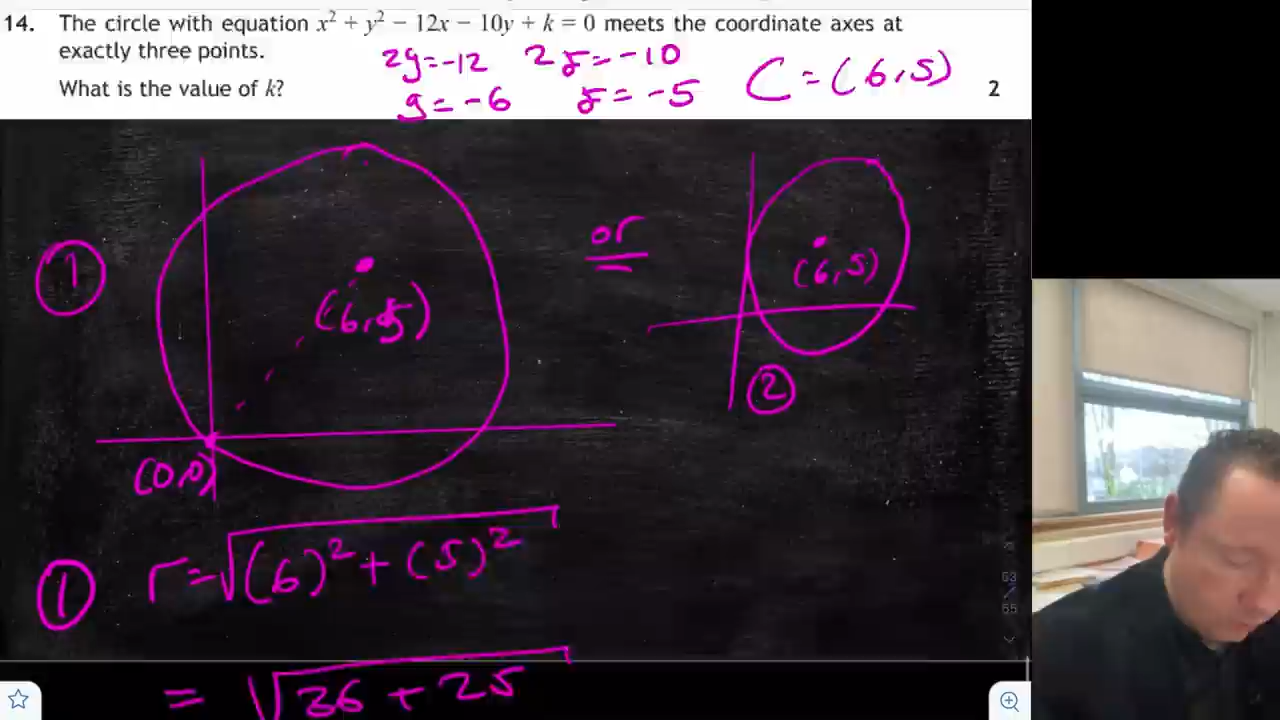 14. The circle with equation x² + y² − 12x − 10y + k = 0 meets the coordinate axes at
exactly three points.
What is the value of k?
2
2g=-12 2f=-10
g=-6 f=-5
C=(6,5)
1
(6,5)
(0,0)
or
(6,5)
2
1 r=√(6)²+(5)²
= √36+25
53
55